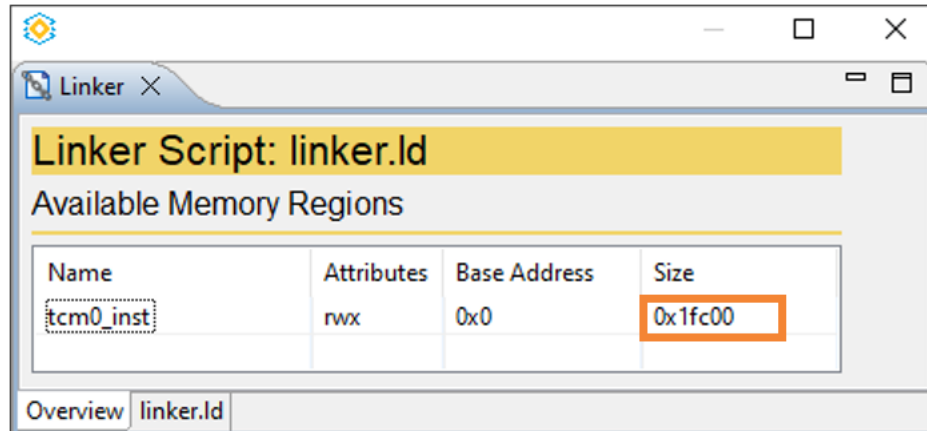 Linker
Linker Script: linker.ld
Available Memory Regions
Name Attributes Base Address Size
tcm0_inst rwx 0x0 0x1fc00
Overview linker.ld